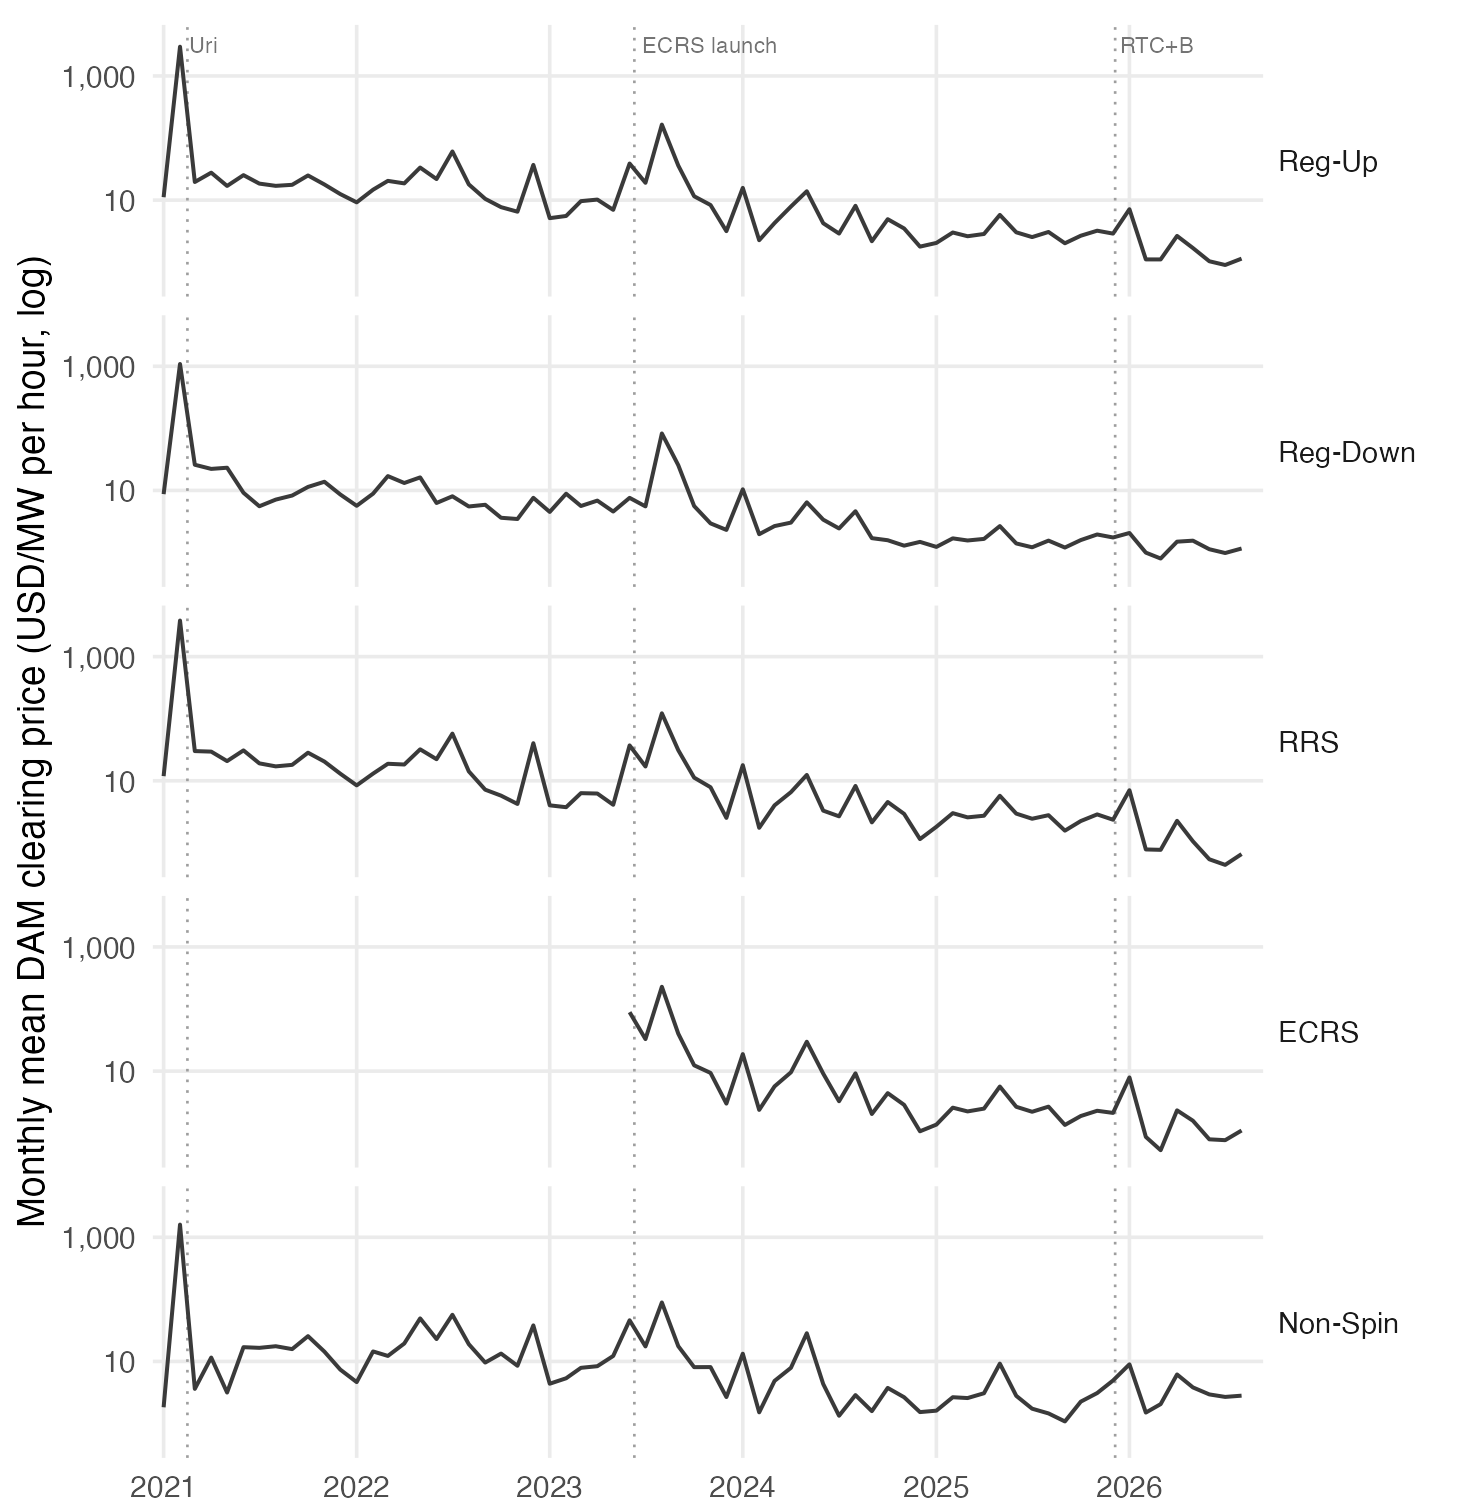 Uri
ECRS launch
RTC+B
1,000
10
Reg-Up
1,000
10
Reg-Down
1,000
10
RRS
1,000
10
ECRS
1,000
10
Non-Spin
2021
2022
2023
2024
2025
2026
Monthly mean DAM clearing price (USD/MW per hour, log)